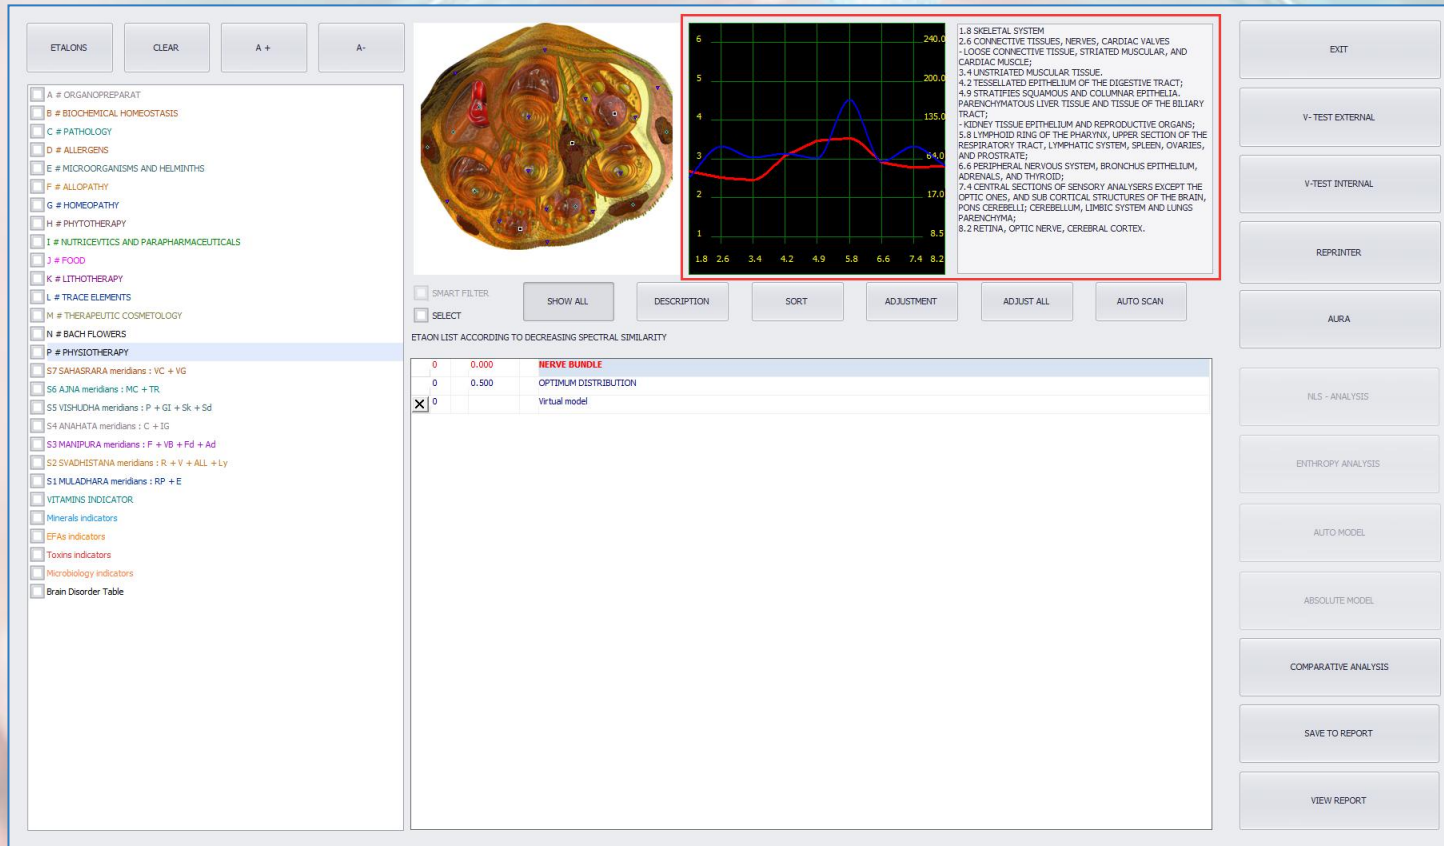 ETALONS
CLEAR
A +
A-
A # ORGANOPREPARAT
B # BIOCHEMICAL HOMEOSTASIS
C # PATHOLOGY
D # ALLERGENS
E # MICROORGANISMS AND HELMINTHS
F # ALLOPATHY
G # HOMEOPATHY
H # PHYTOTHERAPY
I # NUTRICEVTICS AND PARAPHARMACEUTICALS
J # FOOD
K # LITHOTHERAPY
L # TRACE ELEMENTS
M # THERAPEUTIC COSMETOLOGY
N # BACH FLOWERS
P # PHYSIOTHERAPY
S7 SAHASRARA meridians : VC + VG
S6 AJNA meridians : MC + TR
S5 VISHUDHA meridians : P + GI + Sk + Sd
S4 ANAHATA meridians : C + IG
S3 MANIPURA meridians : F + VB + Fd + Ad
S2 SVADHISTANA meridians : R + V + ALL + Ly
S1 MULADHARA meridians : RP + E
VITAMINS INDICATOR
Minerals indicators
EFAs indicators
Toxins indicators
Microbiology indicators
Brain Disorder Table
6 240.0
5 200.0
4 135.0
3 64.0
2 17.0
1 8.5
1.8 2.6 3.4 4.2 4.9 5.8 6.6 7.4 8.2
1.8 SKELETAL SYSTEM
2.6 CONNECTIVE TISSUES, NERVES, CARDIAC VALVES
- LOOSE CONNECTIVE TISSUE, STRIATED MUSCULAR, AND
CARDIAC MUSCLE;
3.4 UNSTRIATED MUSCULAR TISSUE.
4.2 TESSELLATED EPITHELIUM OF THE DIGESTIVE TRACT;
4.9 STRATIFIES SQUAMOUS AND COLUMNAR EPITHELIA.
PARENCHYMATOUS LIVER TISSUE AND TISSUE OF THE BILIARY
TRACT;
- KIDNEY TISSUE EPITHELIUM AND REPRODUCTIVE ORGANS;
5.8 LYMPHOID RING OF THE PHARYNX, UPPER SECTION OF THE
RESPIRATORY TRACT, LYMPHATIC SYSTEM, SPLEEN, OVARIES,
AND PROSTRATE;
6.6 PERIPHERAL NERVOUS SYSTEM, BRONCHUS EPITHELIUM,
ADRENALS, AND THYROID;
7.4 CENTRAL SECTIONS OF SENSORY ANALYSERS EXCEPT THE
OPTIC ONES, AND SUB CORTICAL STRUCTURES OF THE BRAIN,
PONS CEREBELLI; CEREBELLUM, LIMBIC SYSTEM AND LUNGS
PARENCHYMA;
8.2 RETINA, OPTIC NERVE, CEREBRAL CORTEX.
SMART FILTER
SELECT
SHOW ALL
DESCRIPTION
SORT
ADJUSTMENT
ADJUST ALL
AUTO SCAN
ETAON LIST ACCORDING TO DECREASING SPECTRAL SIMILARITY
0 0.000 NERVE BUNDLE
0 0.500 OPTIMUM DISTRIBUTION
0 Virtual model
EXIT
V- TEST EXTERNAL
V-TEST INTERNAL
REPRINTER
AURA
NLS - ANALYSIS
ENTHROPY ANALYSIS
AUTO MODEL
ABSOLUTE MODEL
COMPARATIVE ANALYSIS
SAVE TO REPORT
VIEW REPORT